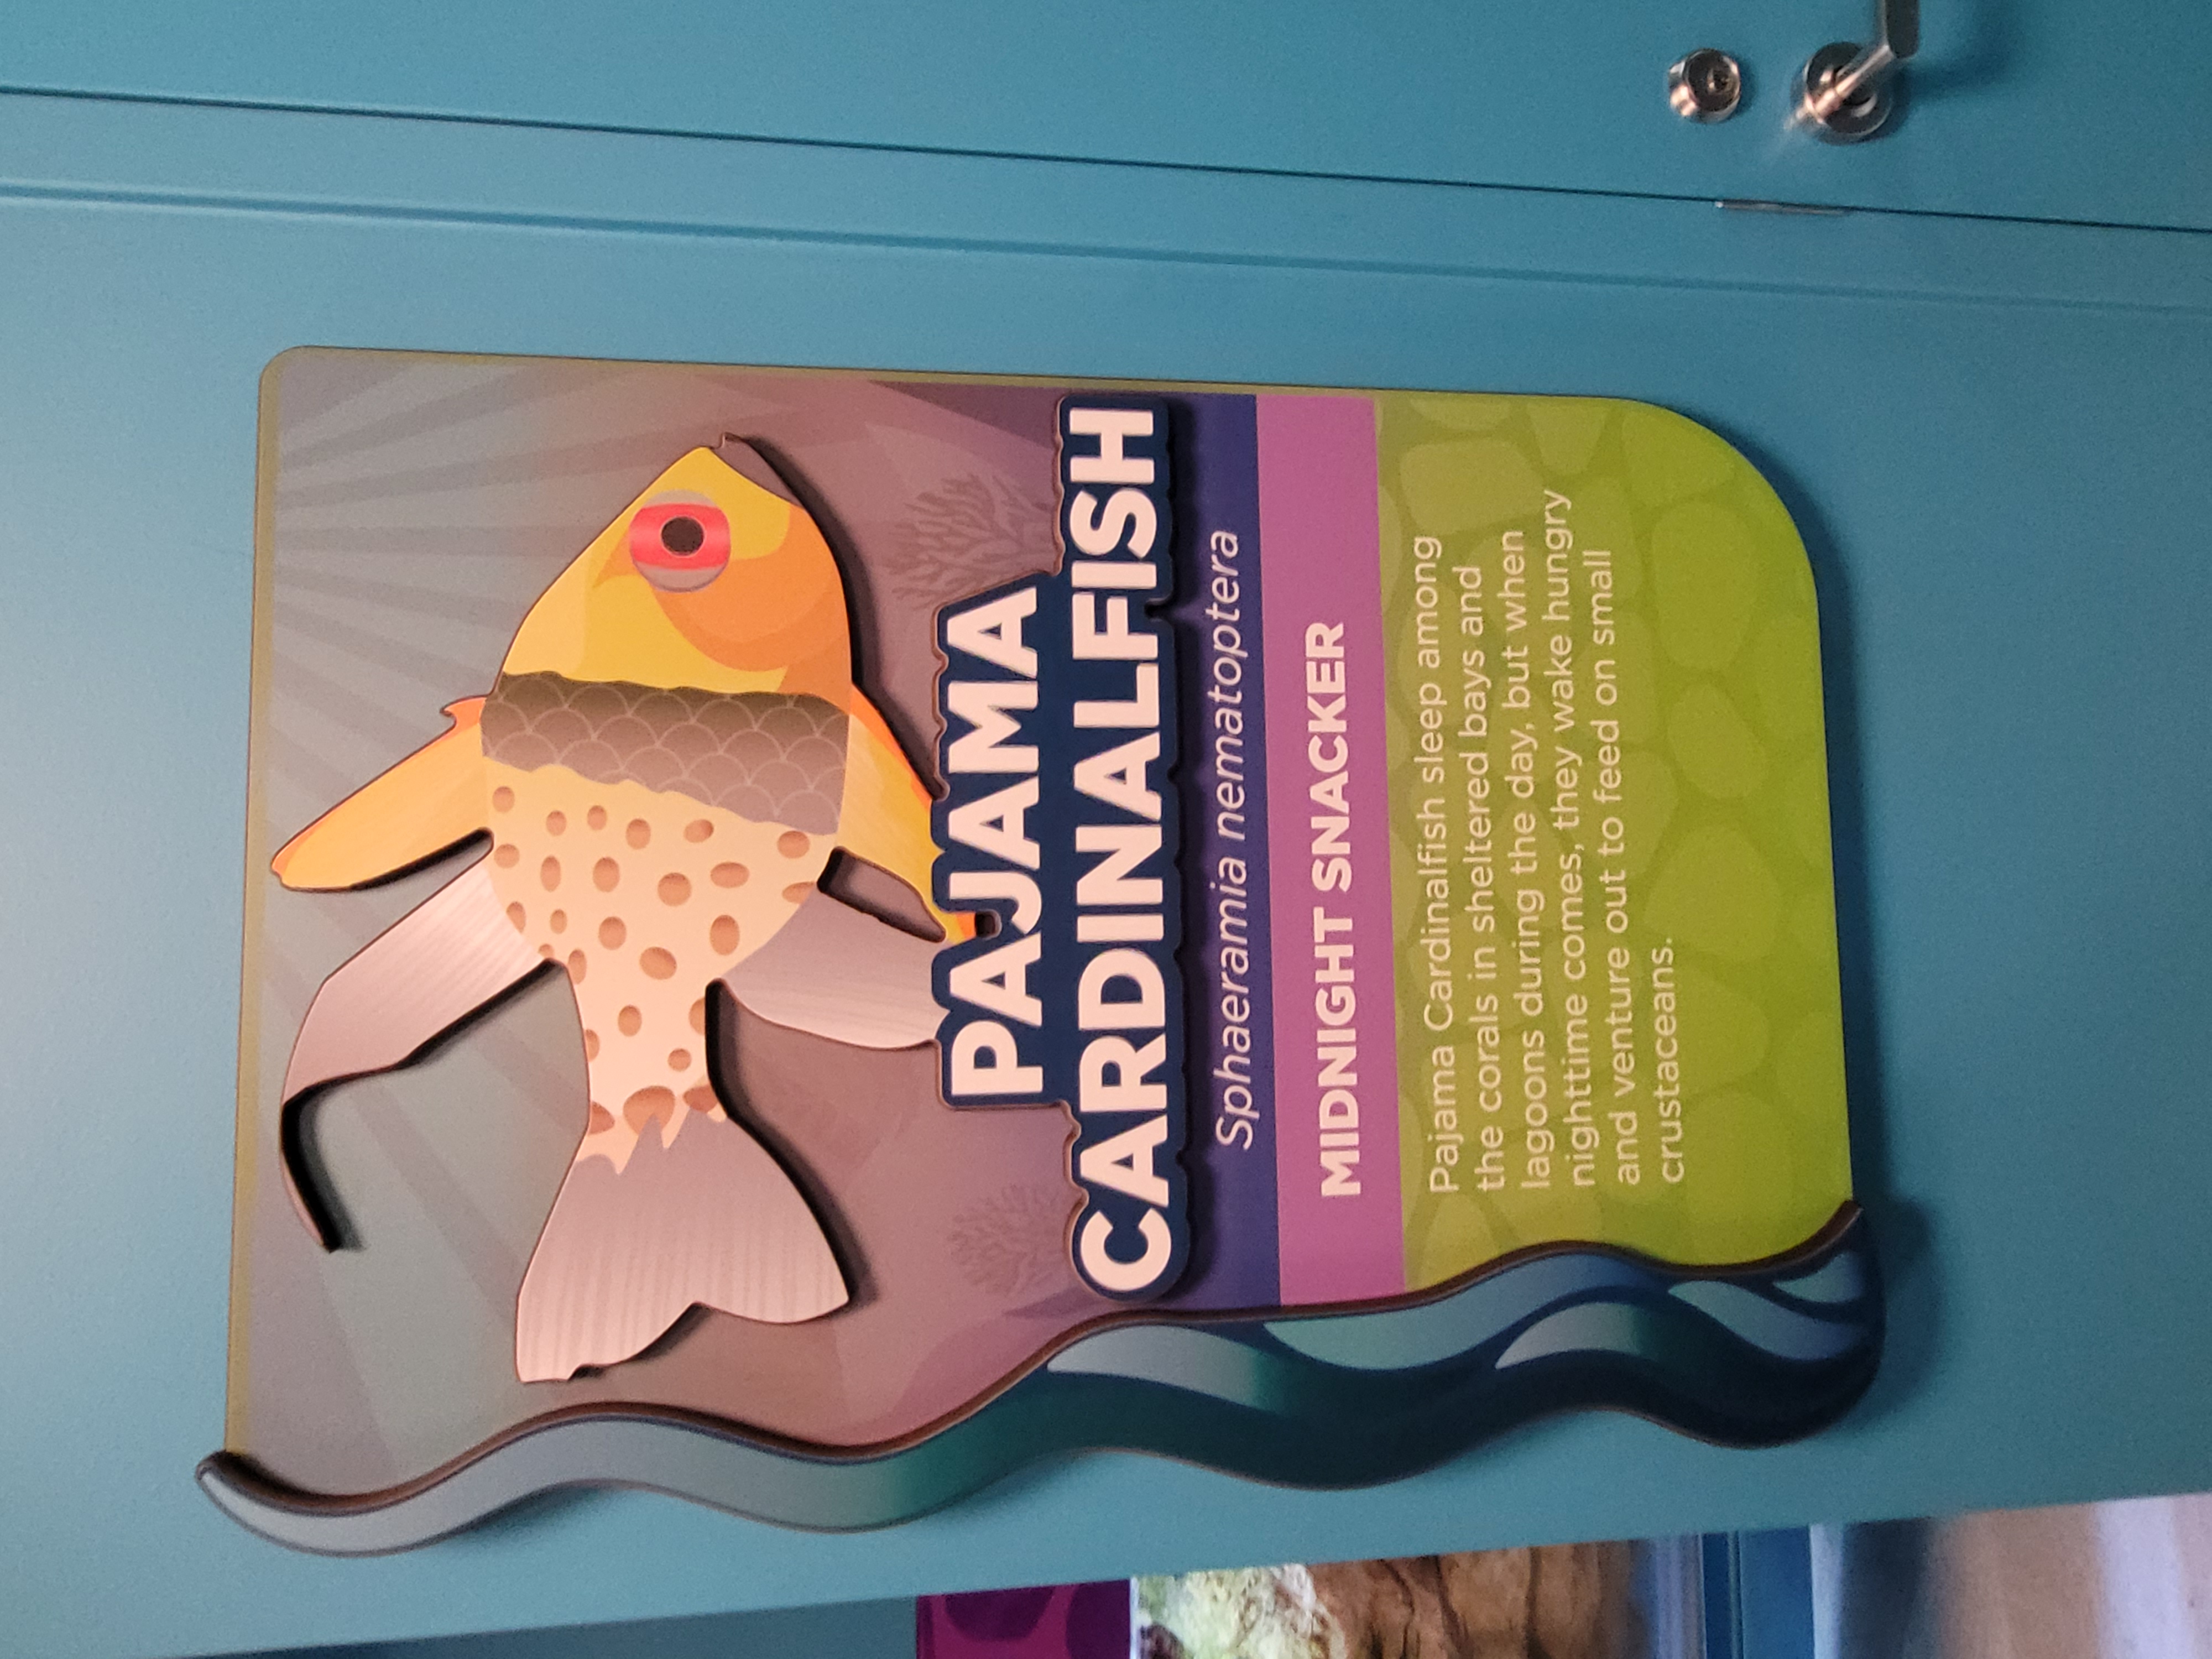 PAJAMA
CARDINALFISH
Sphaeramia nematoptera
MIDNIGHT SNACKER
Pajama Cardinalfish sleep among
the corals in sheltered bays and
lagoons during the day, but when
nighttime comes, they wake hungry
and venture out to feed on small
crustaceans.